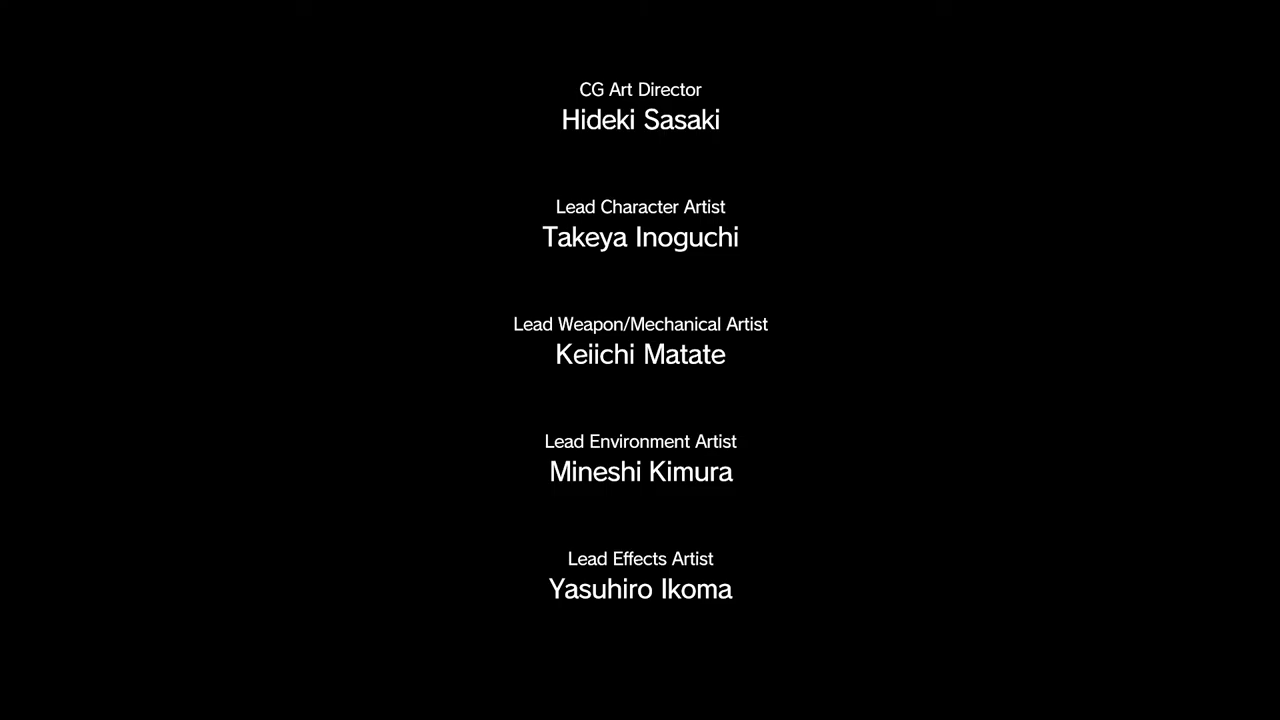 CG Art Director
Hideki Sasaki
Lead Character Artist
Takeya Inoguchi
Lead Weapon/Mechanical Artist
Keiichi Matate
Lead Environment Artist
Mineshi Kimura
Lead Effects Artist
Yasuhiro Ikoma